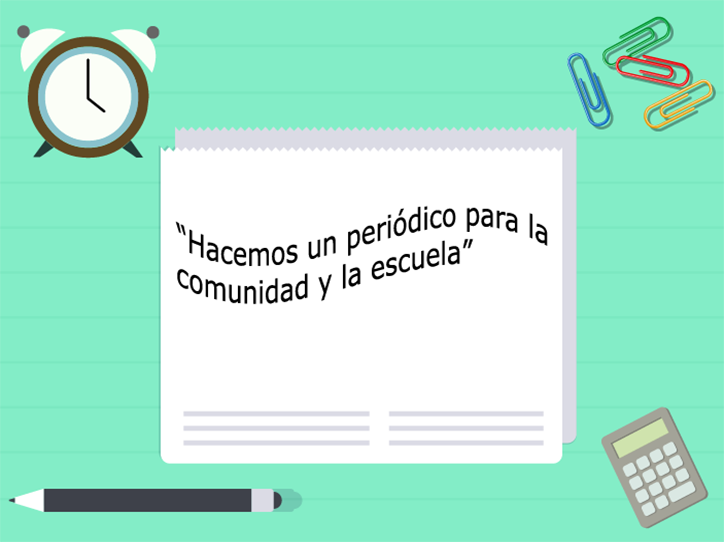 “Hacemos un periódico para la
comunidad y la escuela”